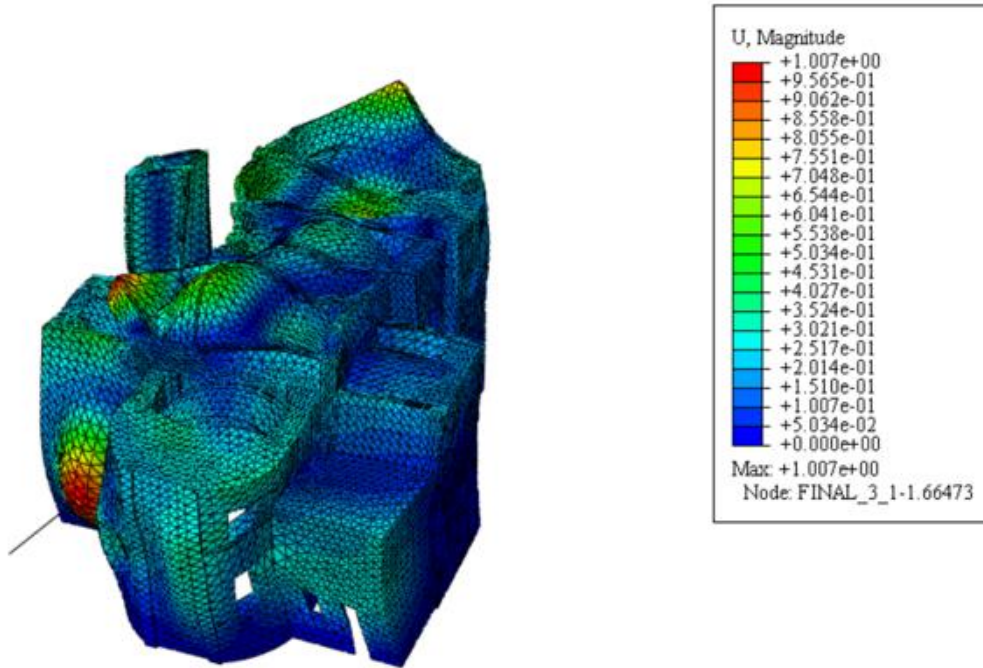 U, Magnitude
+1.007e+00
+9.565e-01
+9.062e-01
+8.558e-01
+8.055e-01
+7.551e-01
+7.048e-01
+6.544e-01
+6.041e-01
+5.538e-01
+5.034e-01
+4.531e-01
+4.027e-01
+3.524e-01
+3.021e-01
+2.517e-01
+2.014e-01
+1.510e-01
+1.007e-01
+5.034e-02
+0.000e+00
Max: +1.007e+00
Node: FINAL_3_1-1.66473